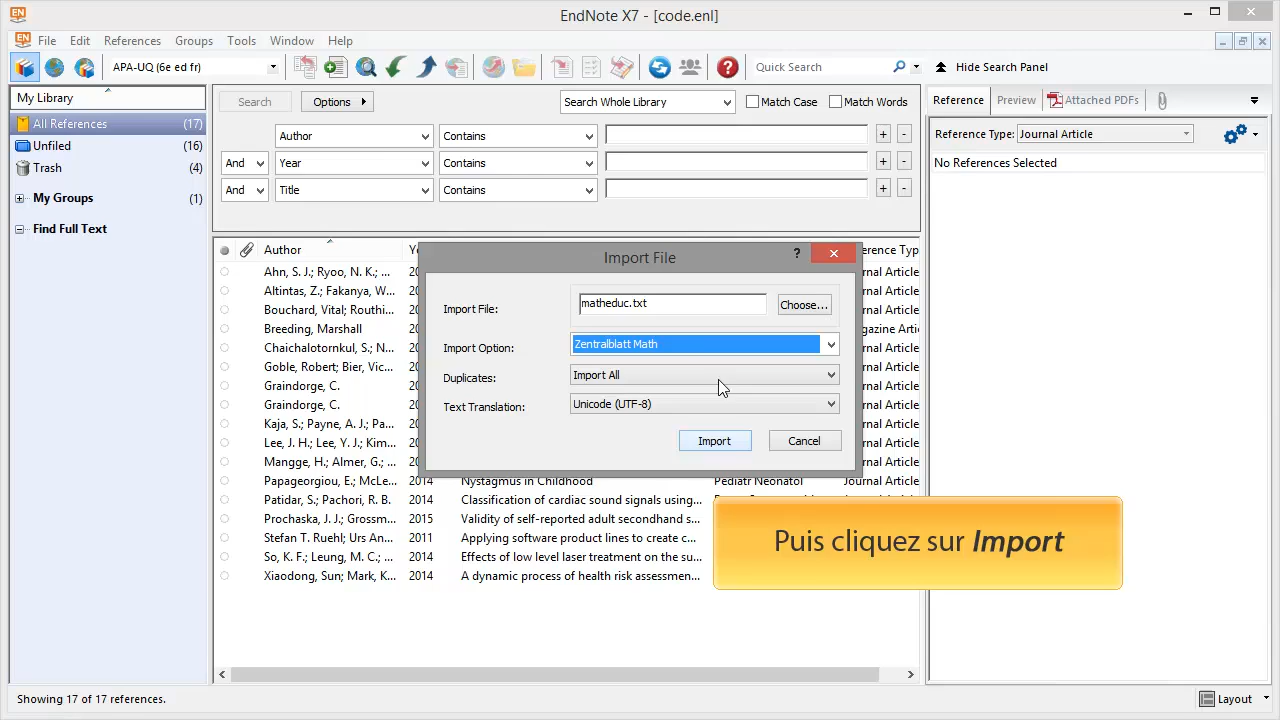 EN
EndNote X7 - [code.enl]
EN File Edit References Groups Tools Window Help
APA-UQ (6e ed fr)
Quick Search
Hide Search Panel
My Library
All References (17)
Unfiled (16)
Trash (4)
My Groups (1)
Find Full Text
Search Options Search Whole Library Match Case Match Words
Author Contains + -
And Year Contains + -
And Title Contains + -
Reference Preview Attached PDFs
Reference Type: Journal Article
No References Selected
Author
Ahn, S. J.; Ryoo, N. K.; ... 
Altintas, Z.; Fakanya, W...
Bouchard, Vital; Routhi...
Breeding, Marshall
Chaichalotornkul, S.; N...
Goble, Robert; Bier, Vic...
Graindorge, C.
Graindorge, C.
Kaja, S.; Payne, A. J.; Pa...
Lee, J. H.; Lee, Y. J.; Kim...
Mangge, H.; Almer, G.; ...
Papageorgiou, E.; McLe... 2014 Nystagmus in Childhood Pediatr Neonatol Journal Article
Patidar, S.; Pachori, R. B. 2014 Classification of cardiac sound signals using...
Prochaska, J. J.; Grossm... 2015 Validity of self-reported adult secondhand s...
Stefan T. Ruehl; Urs An... 2011 Applying software product lines to create c...
So, K. F.; Leung, M. C.; ... 2014 Effects of low level laser treatment on the su...
Xiaodong, Sun; Mark, K... 2014 A dynamic process of health risk assessmen...
Import File
?
Import File: matheduc.txt Choose...
Import Option: Zentralblatt Math
Duplicates: Import All
Text Translation: Unicode (UTF-8)
Import Cancel
Puis cliquez sur Import
Showing 17 of 17 references.
Layout